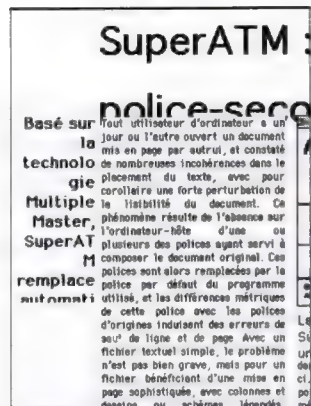 SuperATM :
police-seco
Basé sur
la
technolo
gie
Multiple
Master,
SuperAT
M
remplace
automati
Tout utilisateur d'ordinateur a un
jour ou l'autre ouvert un document
mis en page par autrui, et constaté
de nombreuses incohérences dans le
placement du texte, avec pour
corollaire une forte perturbation de
la lisibilité du document. Ce
phénomène résulte de l'absence sur
l'ordinateur-hôte d'une ou
plusieurs des polices ayant servi à
composer le document original. Ces
polices sont alors remplacées par la
police par défaut du programme
utilisé, et les différences métriques
de cette police avec les polices
d'origines induisent des erreurs de
saut de ligne et de page Avec un
fichier textuel simple, le problème
n'est pas bien grave, mais pour un
fichier bénéficiant d'une mise en
page sophistiquée, avec colonnes et
dessins ou schémas légendés,